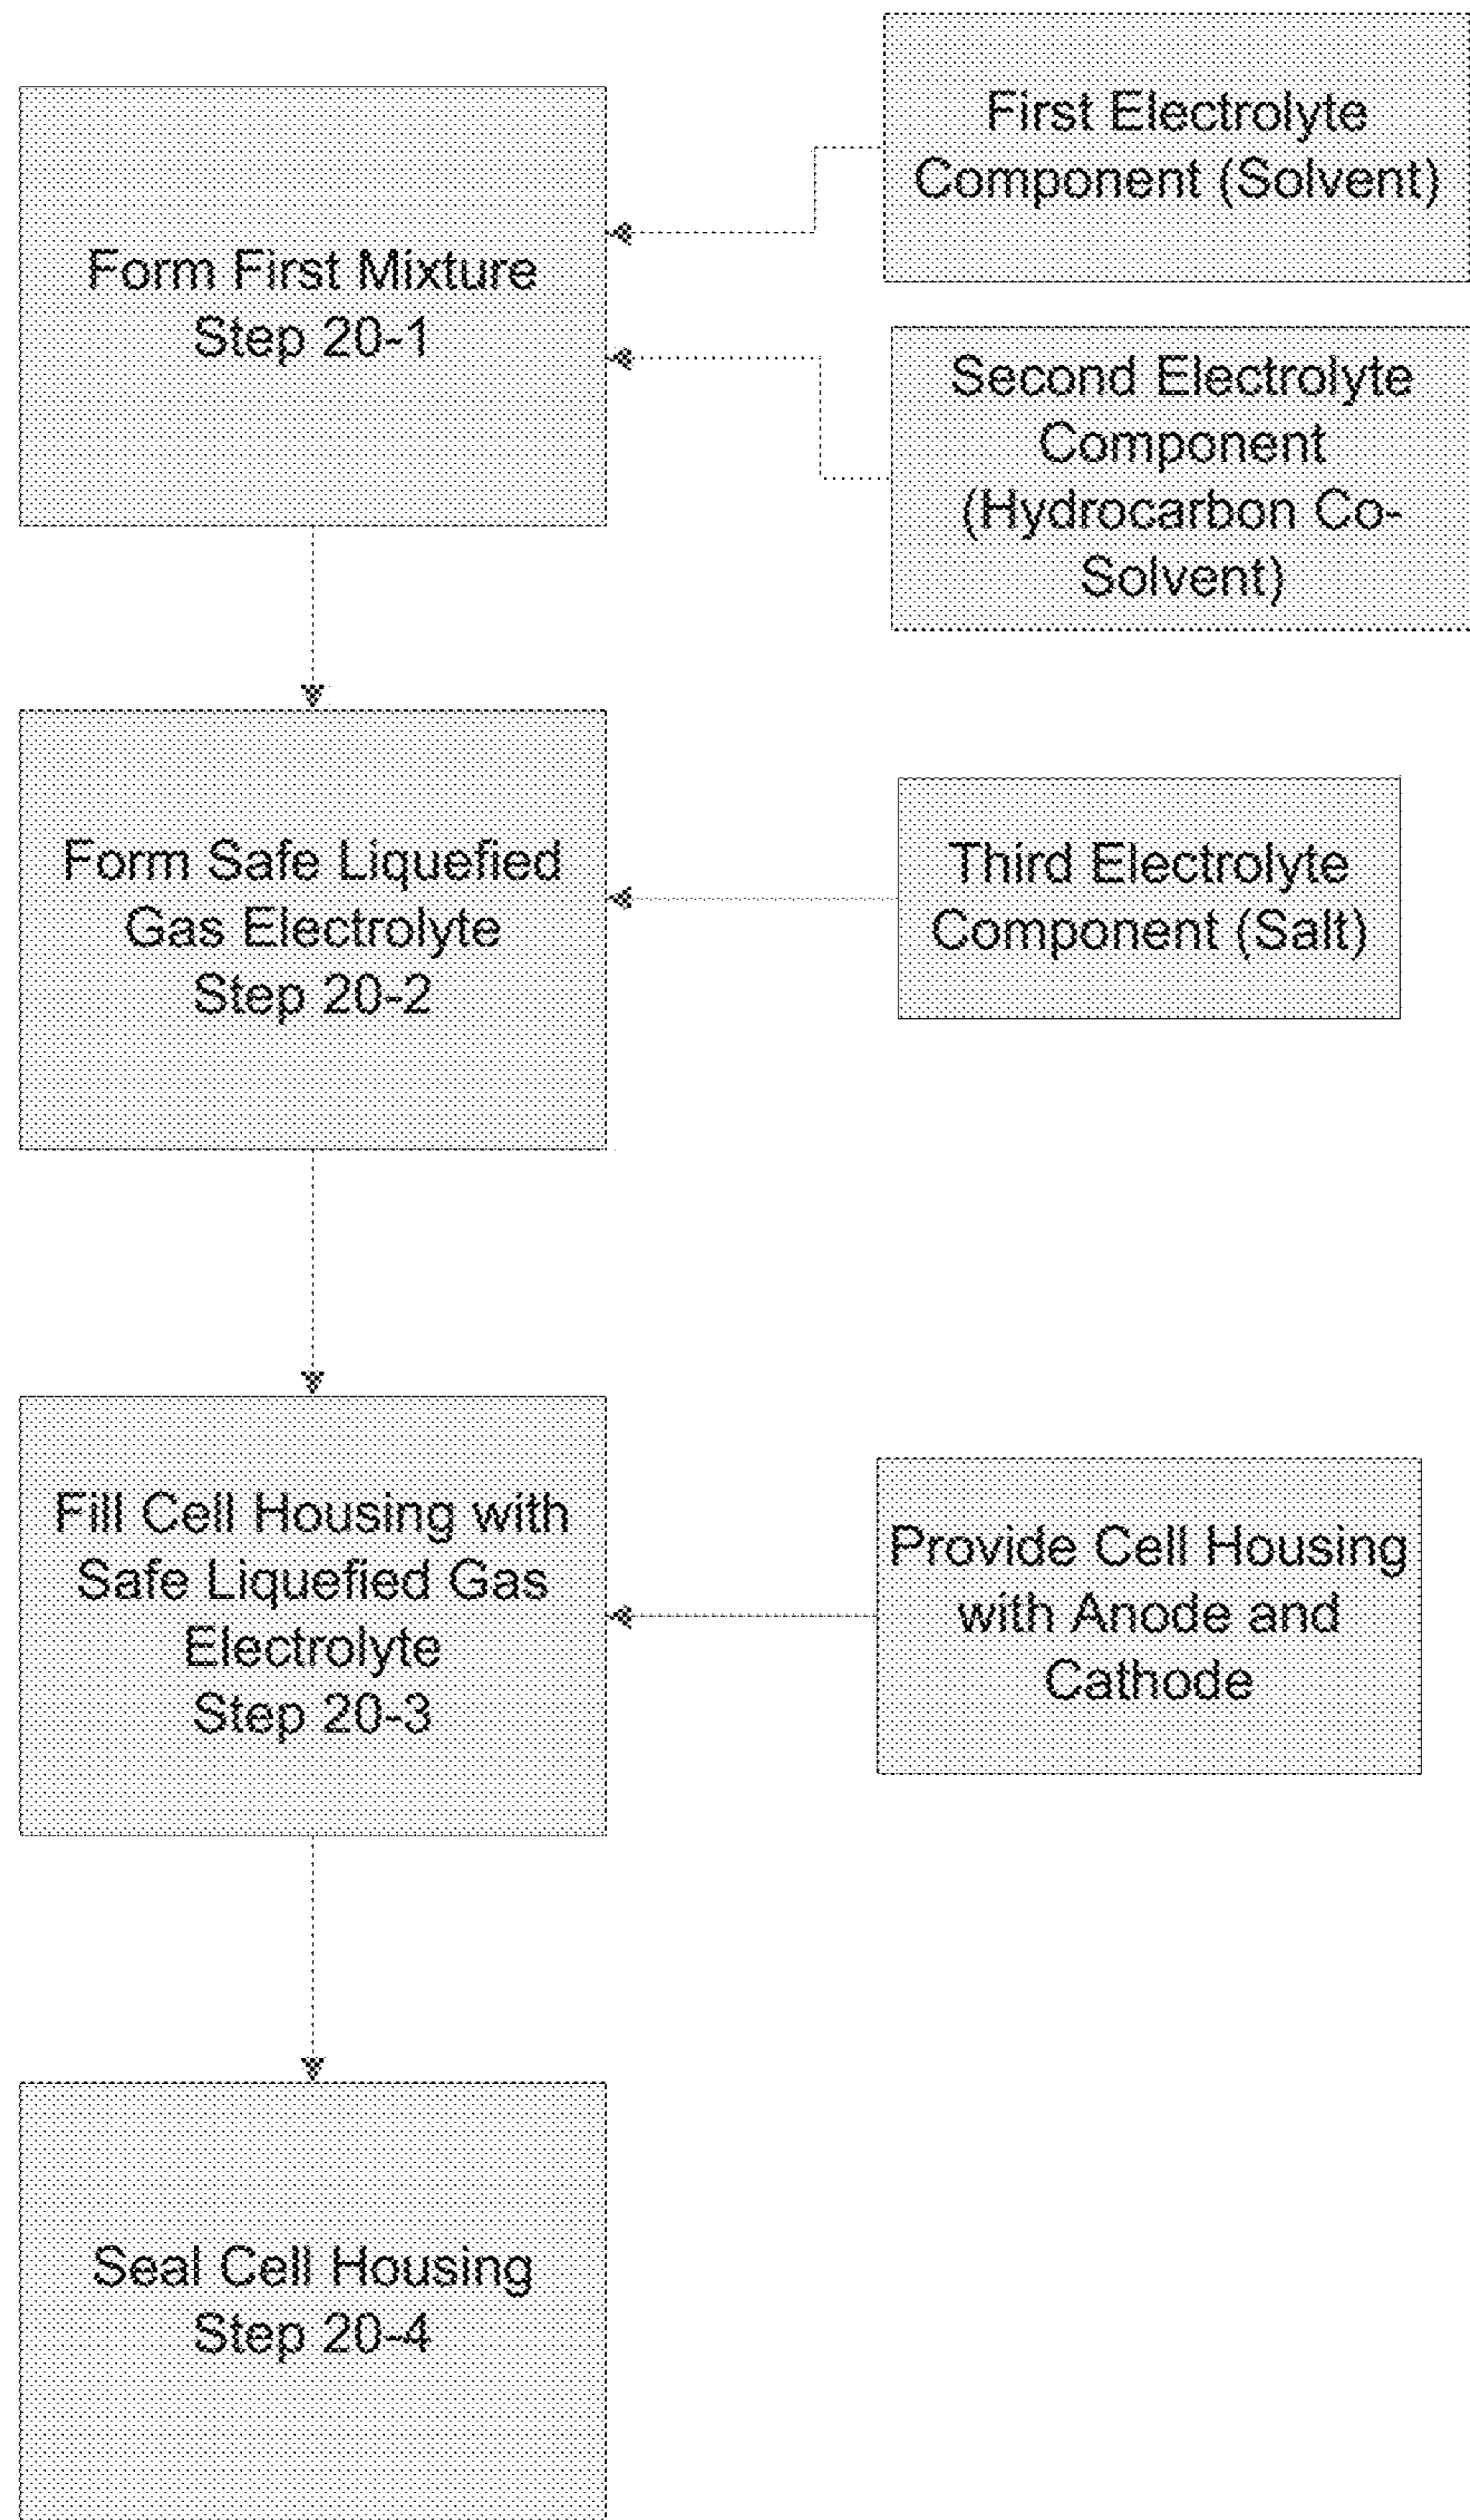 Form First Mixture
Step 20-1
First Electrolyte
Component (Solvent)
Second Electrolyte
Component
(Hydrocarbon Co-
Solvent)
Form Safe Liquefied
Gas Electrolyte
Step 20-2
Third Electrolyte
Component (Salt)
Fill Cell Housing with
Safe Liquefied Gas
Electrolyte
Step 20-3
Provide Cell Housing
with Anode and
Cathode
Seal Cell Housing
Step 20-4